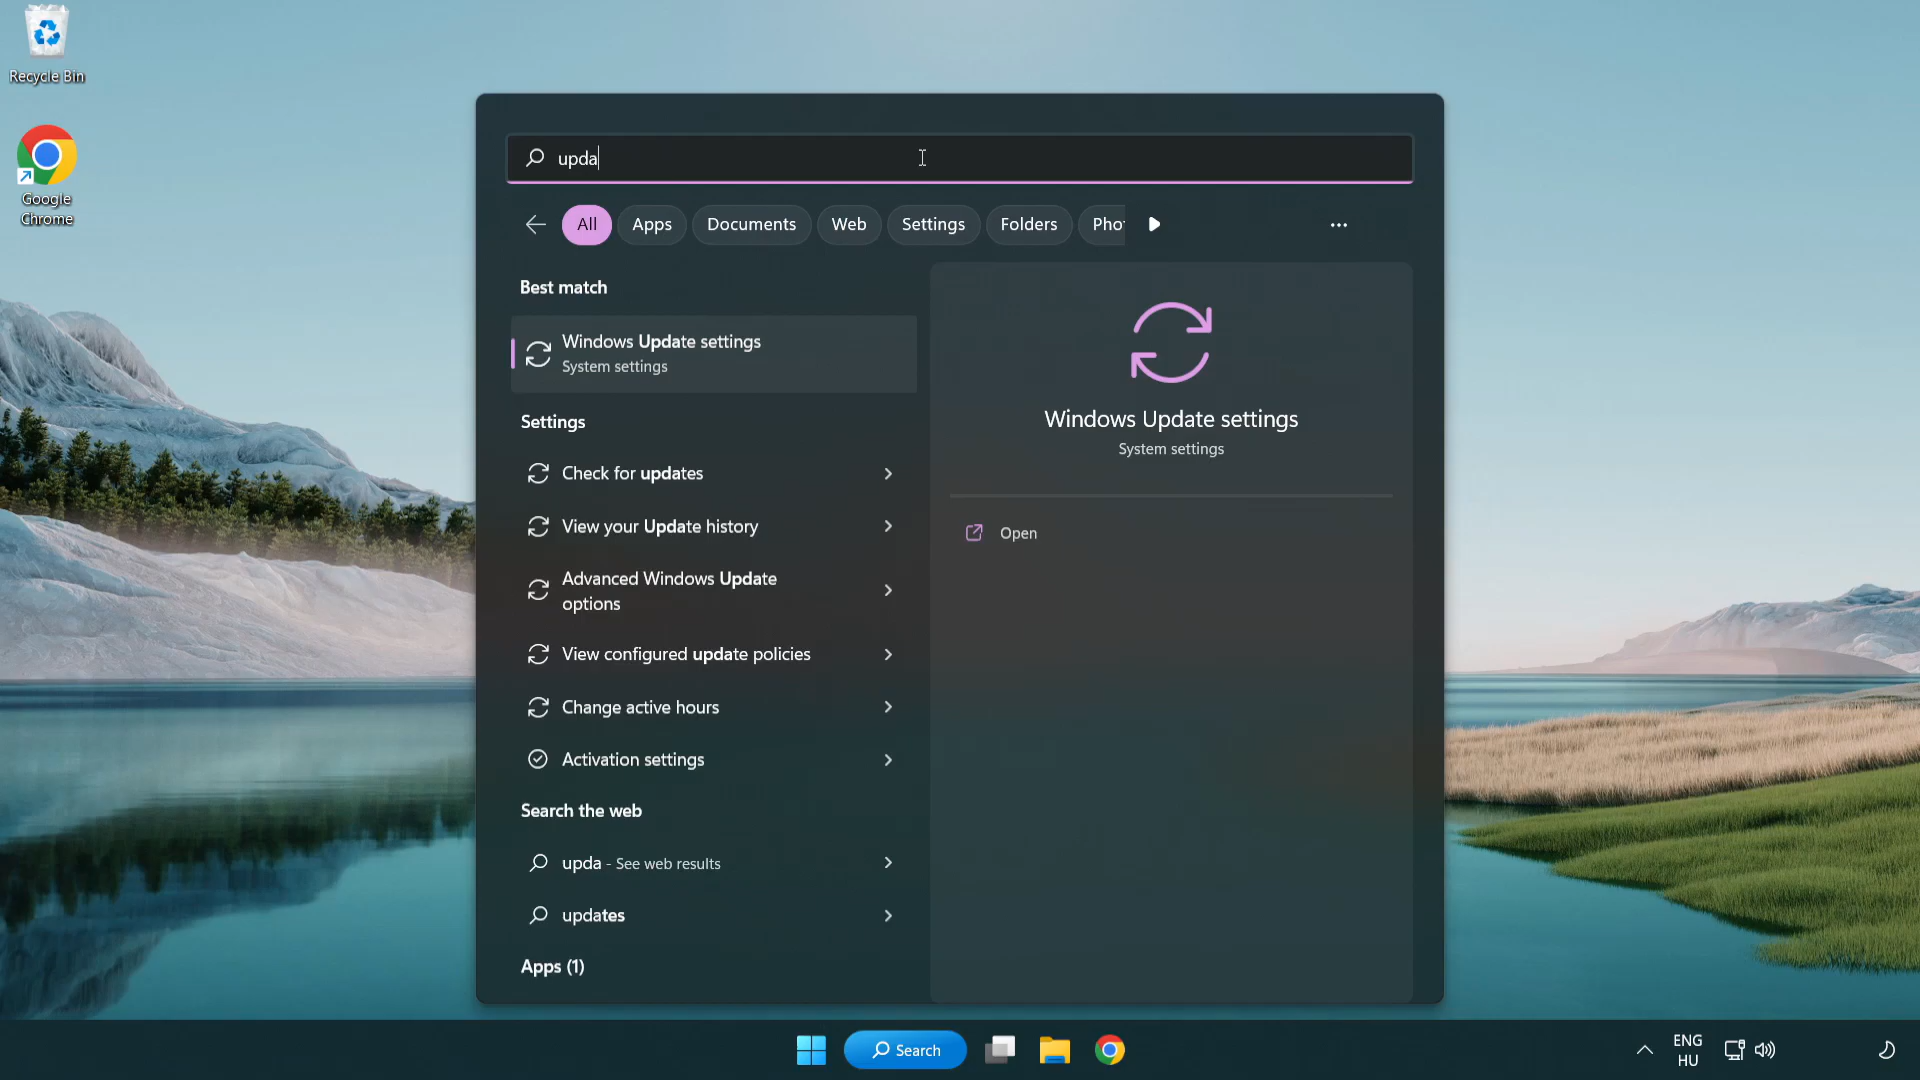 Recycle Bin
Google
Chrome
upda
All
Apps
Documents
Web
Settings
Folders
Pho
Best match
Windows Update settings
System settings
Settings
Check for updates
View your Update history
Advanced Windows Update
options
View configured update policies
Change active hours
Activation settings
Search the web
upda - See web results
updates
Apps (1)
Windows Update settings
System settings
Open
Search
ENG
HU